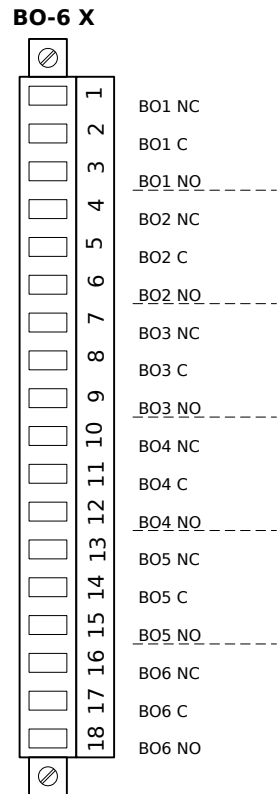 BO-6 X
1
BO1 NC
2
BO1 C
3
BO1 NO
4
BO2 NC
5
BO2 C
6
BO2 NO
7
BO3 NC
8
BO3 C
9
BO3 NO
10
BO4 NC
11
BO4 C
12
BO4 NO
13
BO5 NC
14
BO5 C
15
BO5 NO
16
BO6 NC
17
BO6 C
18
BO6 NO